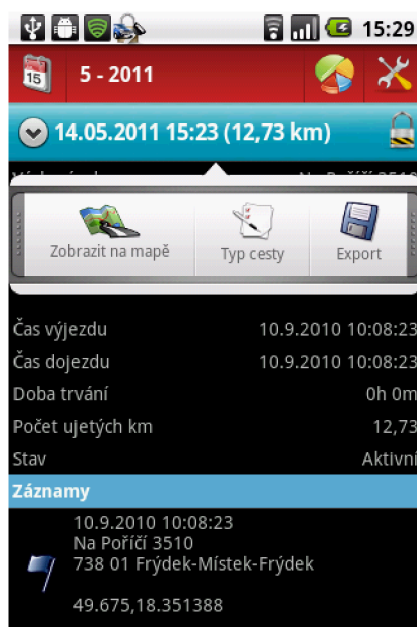 15:29
15
5 - 2011
14.05.2011 15:23 (12,73 km)
Zobrazit na mapě
Typ cesty
Export
Čas výjezdu 10.9.2010 10:08:23
Čas dojezdu 10.9.2010 10:08:23
Doba trvání 0h 0m
Počet ujetých km 12,73
Stav Aktivní
Záznamy
10.9.2010 10:08:23
Na Poříčí 3510
738 01 Frýdek-Místek-Frýdek
49.675,18.351388